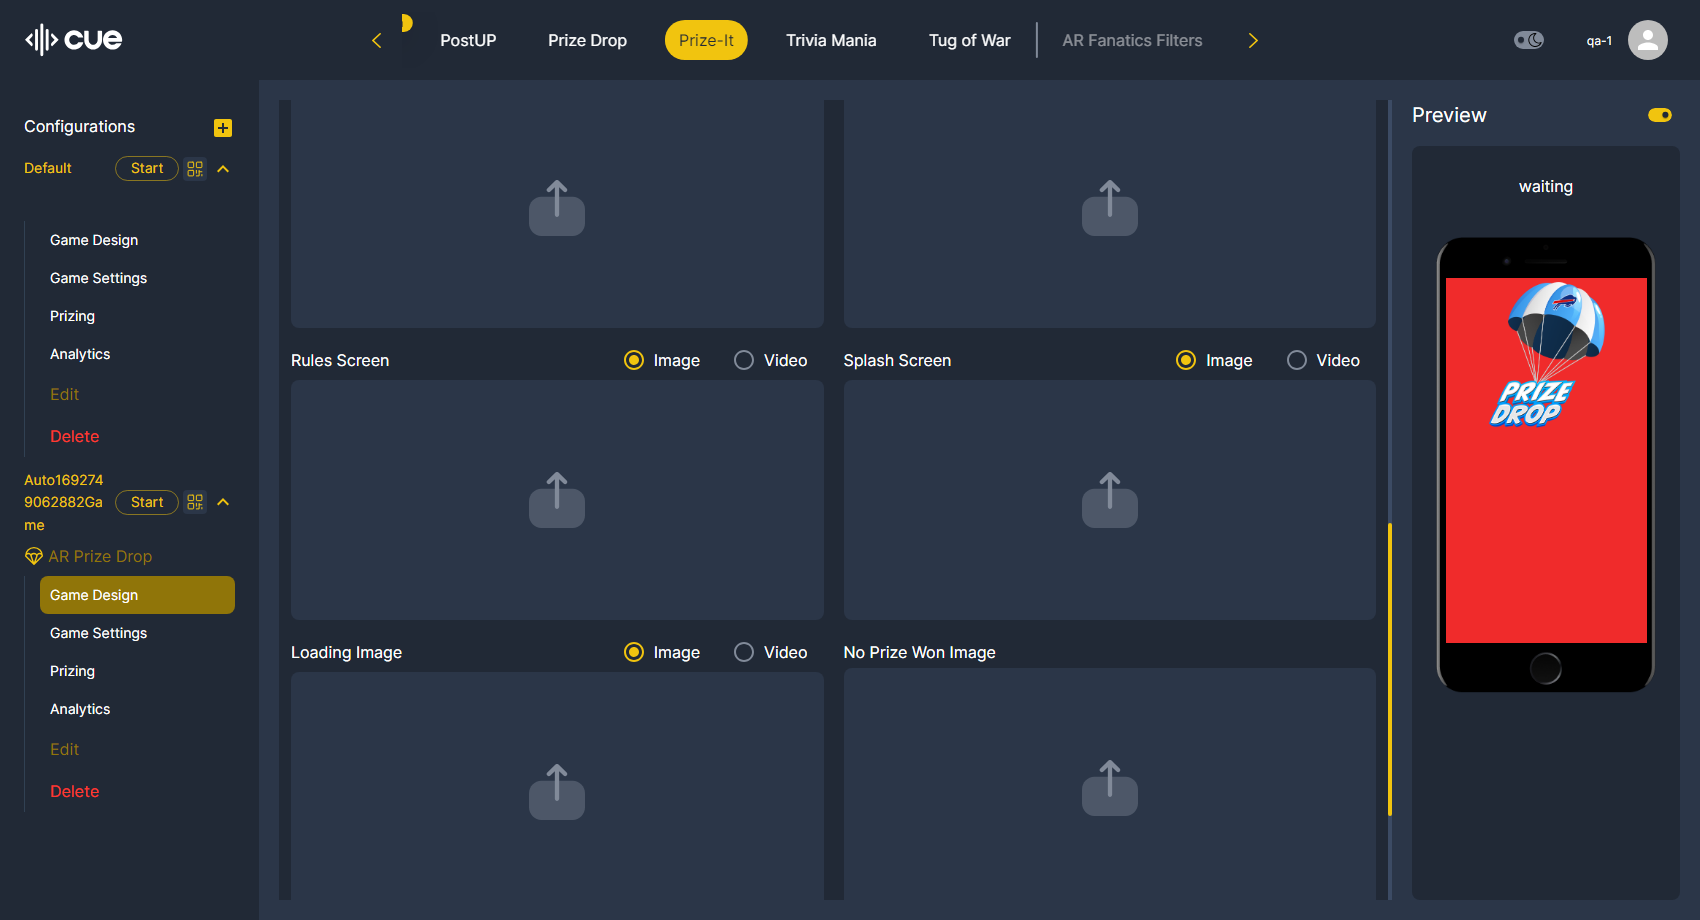 cue
PostUP
Prize Drop
Prize-It
Trivia Mania
Tug of War
AR Fanatics Filters
qa-1
Configurations
Default
Start
Game Design
Game Settings
Prizing
Analytics
Edit
Delete
Auto169274
9062882Ga
me
Start
AR Prize Drop
Game Design
Game Settings
Prizing
Analytics
Edit
Delete
Rules Screen
Image
Video
Splash Screen
Image
Video
Loading Image
Image
Video
No Prize Won Image
Preview
waiting
PRIZE
DROP